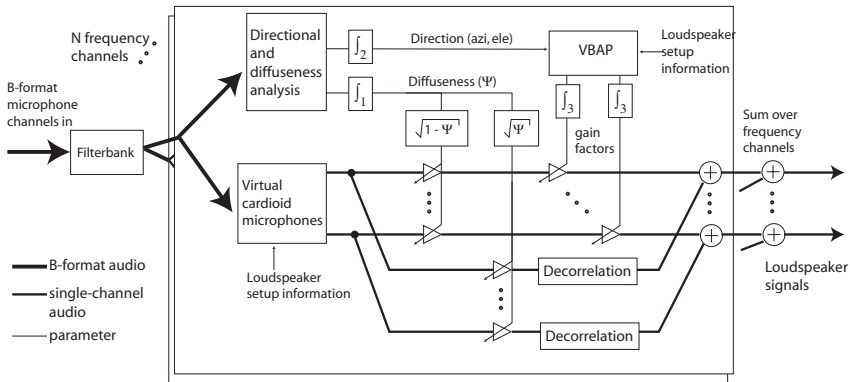 N frequency
channels
B-format
microphone
channels in
Filterbank
Directional
and
diffuseness
analysis
∫2
Direction (azi, ele)
∫1
Diffuseness (Ψ)
VBAP
Loudspeaker
setup
information
√1 - Ψ
√Ψ
∫3
∫3
gain
factors
Sum over
frequency
channels
Virtual
cardioid
microphones
+
+
+
+
Loudspeaker
setup information
Decorrelation
Decorrelation
Loudspeaker
signals
B-format audio
single-channel
audio
parameter